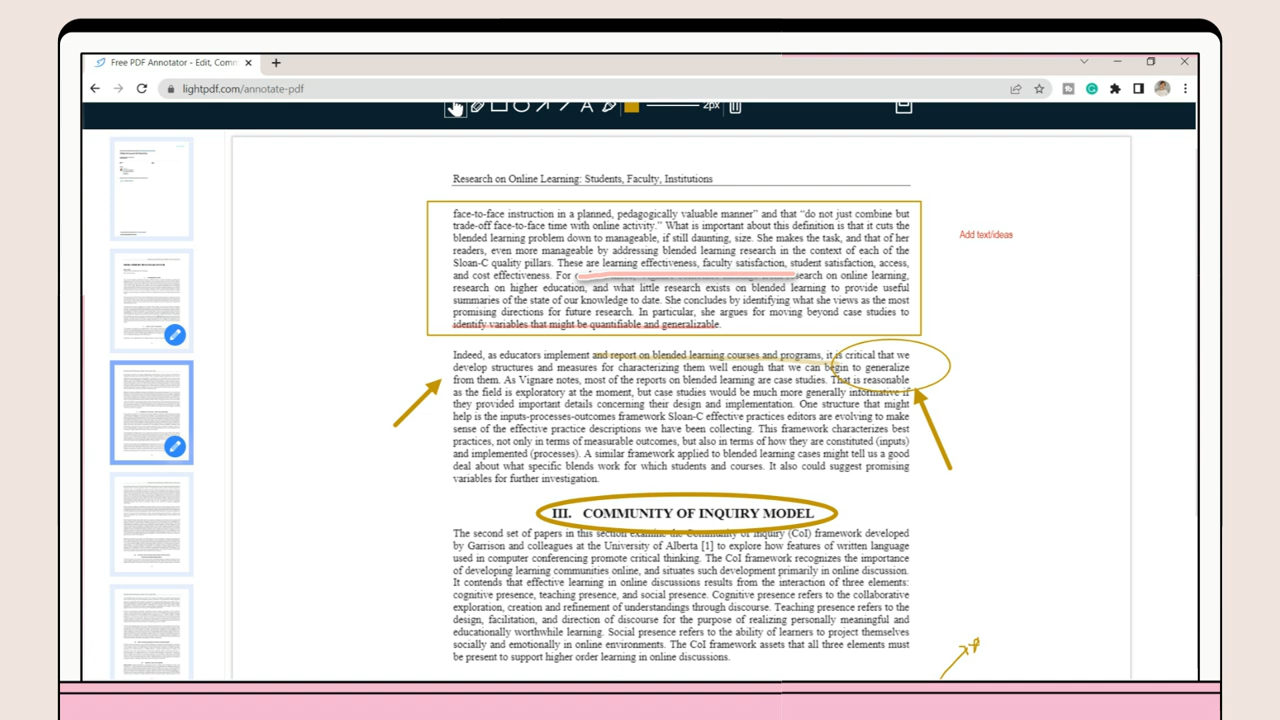 Free PDF Annotator - Edit, Comm
lightpdf.com/annotate-pdf
A
2px
Research on Online Learning: Students, Faculty, Institutions
face-to-face instruction in a planned, pedagogically valuable manner” and that “do not just combine but
trade-off face-to-face time with online activity.” What is important about this definition is that it cuts the
blended learning problem down to manageable, if still daunting, size. She makes the task, and that of her
readers, even more manageable by addressing blended learning research in the context of each of the
Sloan-C quality pillars. These are learning effectiveness, faculty satisfaction, student satisfaction, access,
and cost effectiveness. For research on online learning,
research on higher education, and what little research exists on blended learning to provide useful
summaries of the state of our knowledge to date. She concludes by identifying what she views as the most
promising directions for future research. In particular, she argues for moving beyond case studies to
identify variables that might be quantifiable and generalizable.
Add text/ideas
Indeed, as educators implement and report on blended learning courses and programs, it is critical that we
develop structures and measures for characterizing them well enough that we can begin to generalize
from them. As Vignare notes, most of the reports on blended learning are case studies. That is reasonable
as the field is exploratory at the moment, but case studies would be much more generally informative if
they provided important details concerning their design and implementation. One structure that might
help is the inputs-processes-outcomes framework Sloan-C effective practices editors are evolving to make
sense of the effective practice descriptions we have been collecting. This framework characterizes best
practices, not only in terms of measurable outcomes, but also in terms of how they are constituted (inputs)
and implemented (processes). A similar framework applied to blended learning cases might tell us a good
deal about what specific blends work for which students and courses. It also could suggest promising
variables for further investigation.
III. COMMUNITY OF INQUIRY MODEL
The second set of papers in this section examine the Community of Inquiry (CoI) framework developed
by Garrison and colleagues at the University of Alberta [1] to explore how features of written language
used in computer conferencing promote critical thinking. The CoI framework recognizes the importance
of developing learning communities online, and situates such development primarily in online discussion.
It contends that effective learning in online discussions results from the interaction of three elements:
cognitive presence, teaching presence, and social presence. Cognitive presence refers to the collaborative
exploration, creation and refinement of understandings through discourse. Teaching presence refers to the
design, facilitation, and direction of discourse for the purpose of realizing personally meaningful and
educationally worthwhile learning. Social presence refers to the ability of learners to project themselves
socially and emotionally in online environments. The CoI framework assets that all three elements must
be present to support higher order learning in online discussions.